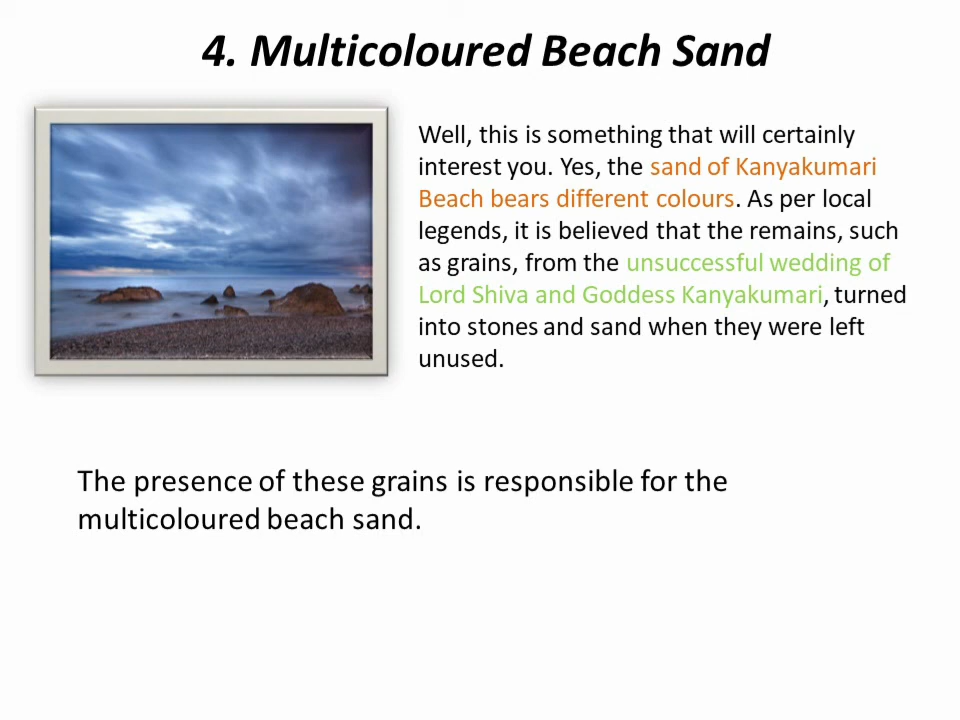 4. Multicoloured Beach Sand
Well, this is something that will certainly
interest you. Yes, the sand of Kanyakumari
Beach bears different colours. As per local
legends, it is believed that the remains, such
as grains, from the unsuccessful wedding of
Lord Shiva and Goddess Kanyakumari, turned
into stones and sand when they were left
unused.
The presence of these grains is responsible for the
multicoloured beach sand.